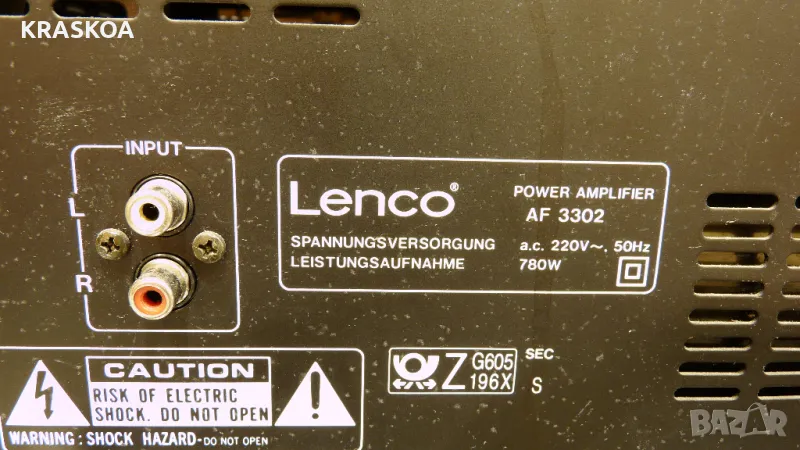 KRASKOA
INPUT
L
R
Lenco®
POWER AMPLIFIER
AF 3302
SPANNUNGSVERSORGUNG a.c. 220V~, 50Hz
LEISTUNGSAUFNAHME 780W
CAUTION
RISK OF ELECTRIC
SHOCK. DO NOT OPEN
WARNING: SHOCK HAZARD-DO NOT OPEN
Z G605
196X
SEC
S
BAZAR